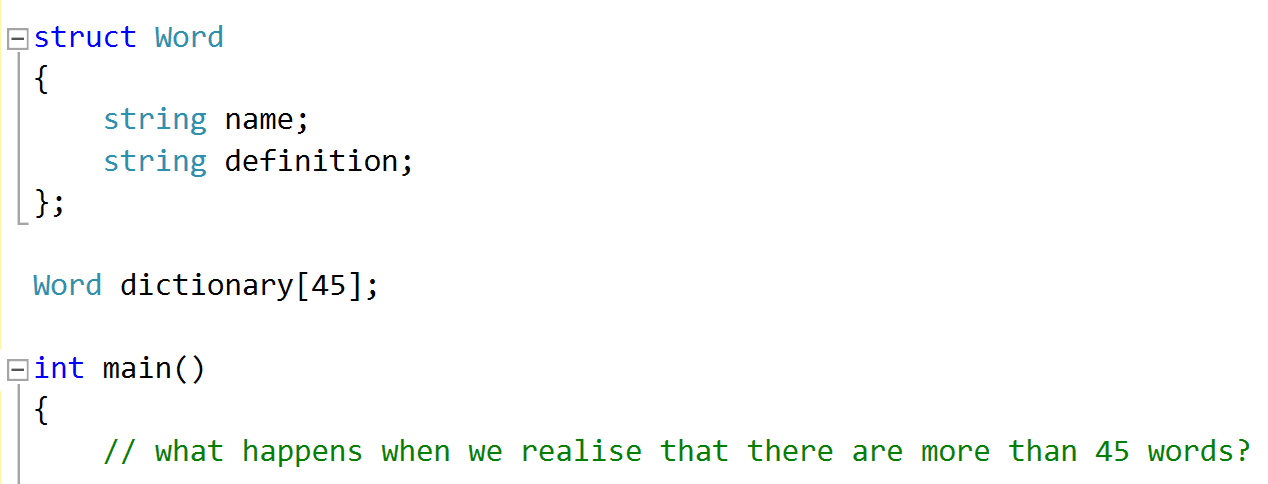 struct Word
{
    string name;
    string definition;
};
Word dictionary[45];
int main()
{
    // what happens when we realise that there are more than 45 words?